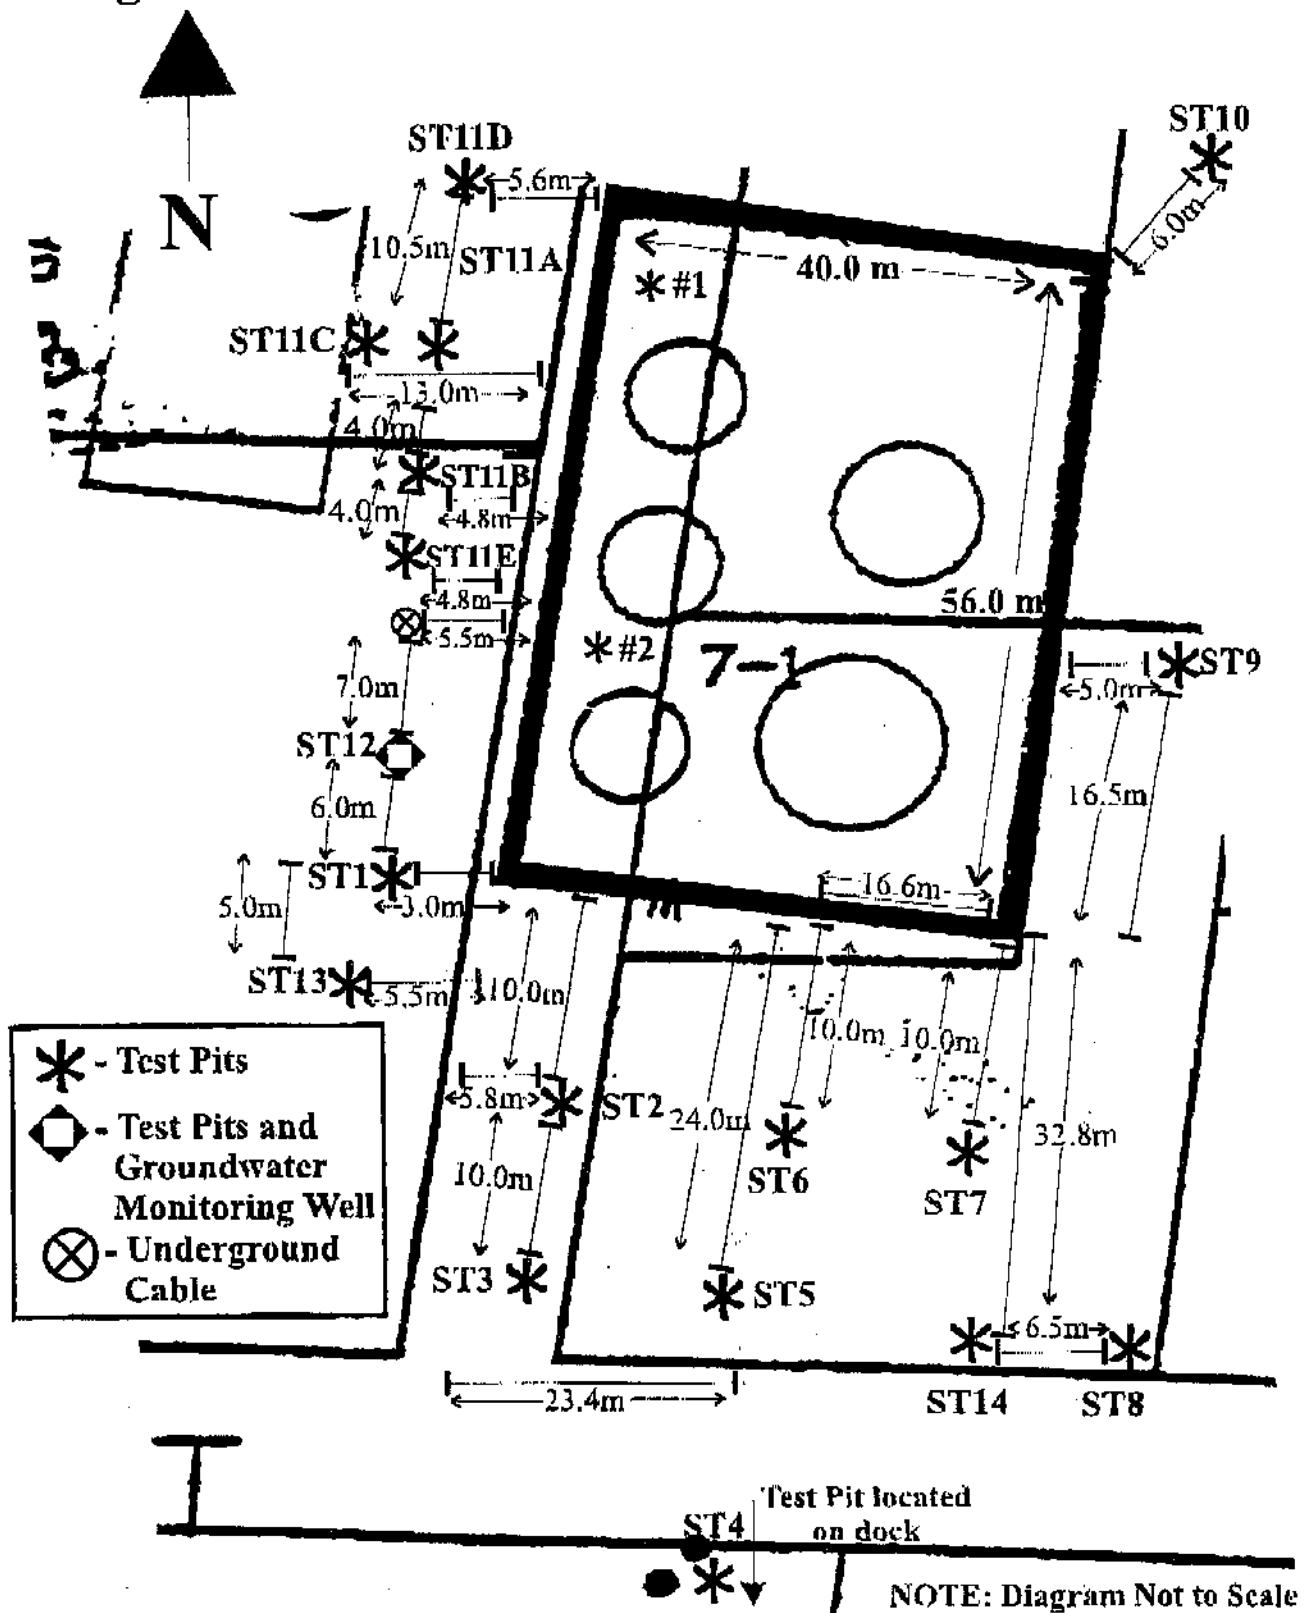 N
ST10
6.0m
ST11D
5.6m
10.5m
ST11A
ST11C
13.0m
4.0m
ST11B
4.8m
4.0m
ST11E
4.8m
5.5m
40.0 m
#1
56.0 m
#2
7-1
7.0m
ST12
6.0m
ST1
3.0m
5.0m
ST13
5.5m
ST9
5.0m
16.5m
16.6m
10.0m
10.0m
10.0m
5.8m
ST2
24.0m
32.8m
ST6
ST7
10.0m
ST3
ST5
6.5m
ST14
ST8
23.4m
- Test Pits
- Test Pits and
Groundwater
Monitoring Well
- Underground
Cable
Test Pit located
on dock
ST4
NOTE: Diagram Not to Scale